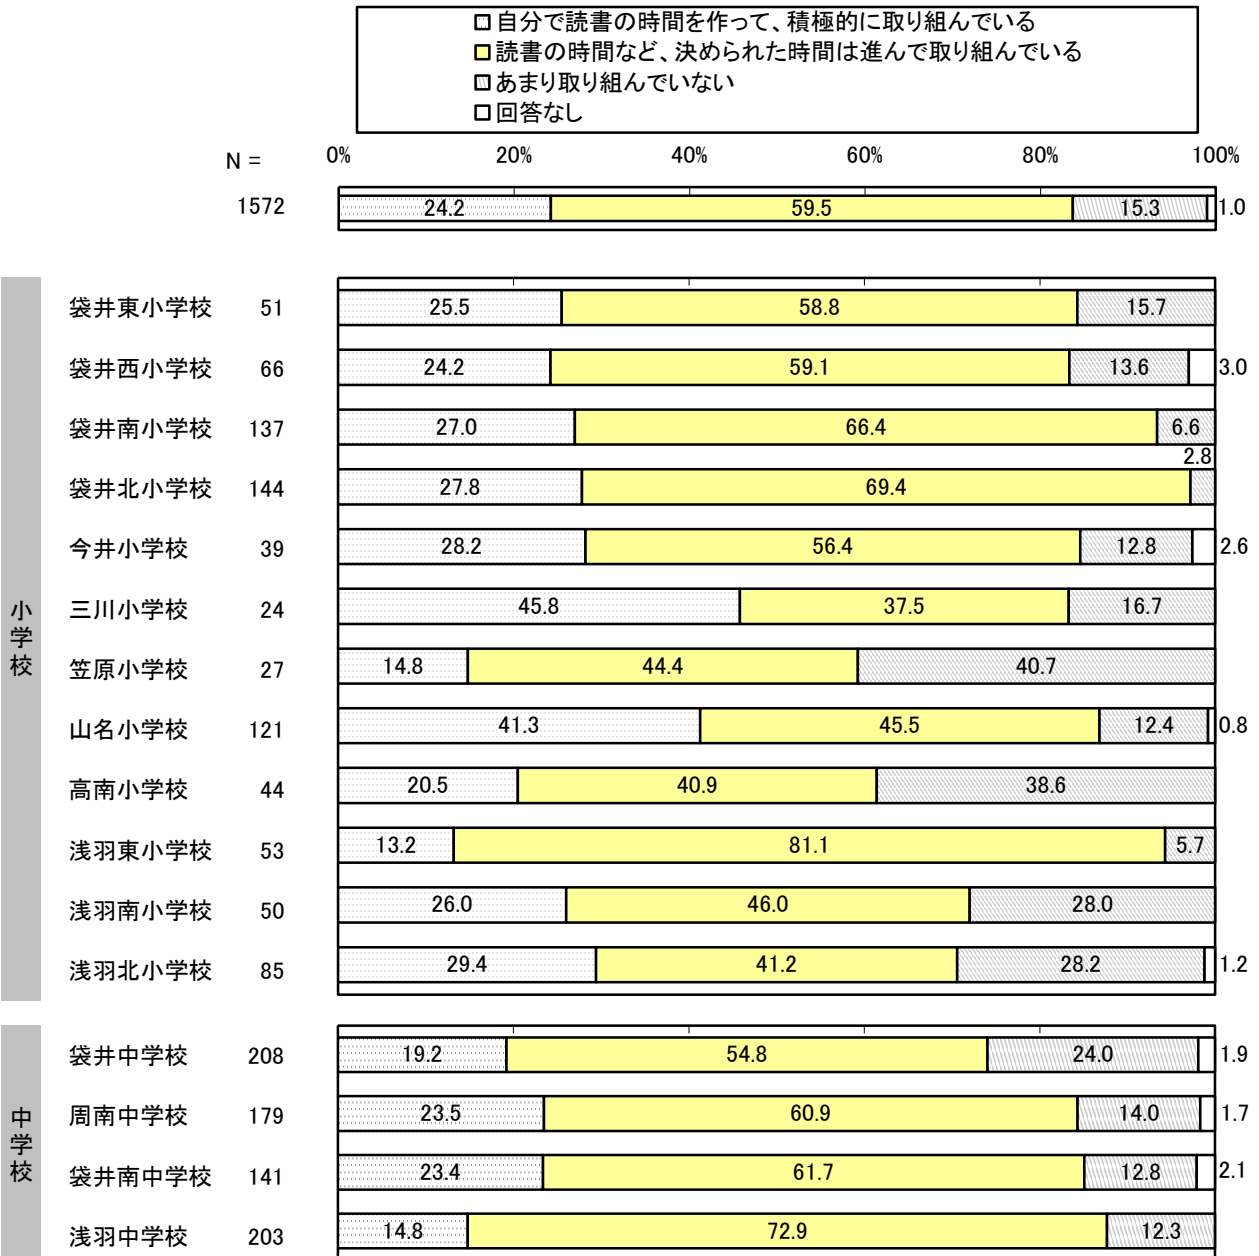 自分で読書の時間を作って、積極的に取り組んでいる
読書の時間など、決められた時間は進んで取り組んでいる
あまり取り組んでいない
回答なし
N = 0% 20% 40% 60% 80% 100%
1572 24.2 59.5 15.3 1.0
小学校
袋井東小学校 51 25.5 58.8 15.7
袋井西小学校 66 24.2 59.1 13.6 3.0
袋井南小学校 137 27.0 66.4 6.6
袋井北小学校 144 27.8 69.4 2.8
今井小学校 39 28.2 56.4 12.8 2.6
三川小学校 24 45.8 37.5 16.7
笠原小学校 27 14.8 44.4 40.7
山名小学校 121 41.3 45.5 12.4 0.8
高南小学校 44 20.5 40.9 38.6
浅羽東小学校 53 13.2 81.1 5.7
浅羽南小学校 50 26.0 46.0 28.0
浅羽北小学校 85 29.4 41.2 28.2 1.2
中学校
袋井中学校 208 19.2 54.8 24.0 1.9
周南中学校 179 23.5 60.9 14.0 1.7
袋井南中学校 141 23.4 61.7 12.8 2.1
浅羽中学校 203 14.8 72.9 12.3